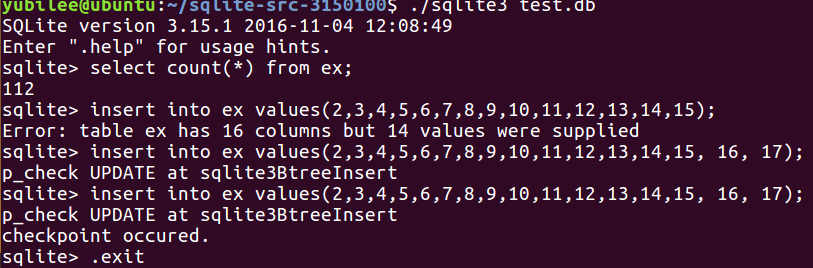 yubilee@ubuntu:~/sqlite-src-3150100$ ./sqlite3 test.db
SQLite version 3.15.1 2016-11-04 12:08:49
Enter ".help" for usage hints.
sqlite> select count(*) from ex;
112
sqlite> insert into ex values(2,3,4,5,6,7,8,9,10,11,12,13,14,15);
Error: table ex has 16 columns but 14 values were supplied
sqlite> insert into ex values(2,3,4,5,6,7,8,9,10,11,12,13,14,15, 16, 17);
p_check UPDATE at sqlite3BtreeInsert
sqlite> insert into ex values(2,3,4,5,6,7,8,9,10,11,12,13,14,15, 16, 17);
p_check UPDATE at sqlite3BtreeInsert
checkpoint occured.
sqlite> .exit